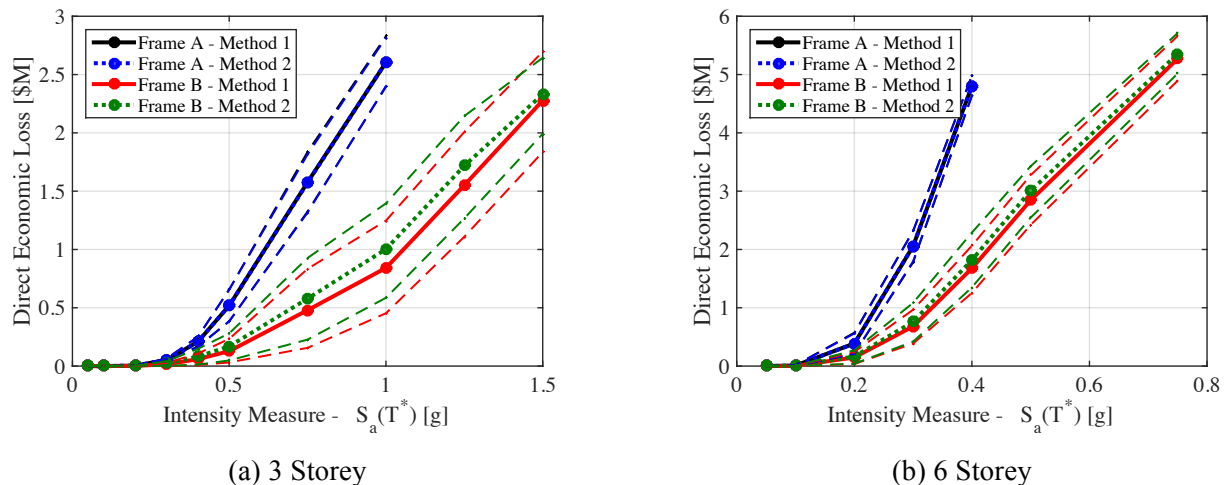 3
2.5
2
1.5
1
0.5
0
Direct Economic Loss [$M]
Frame A - Method 1
Frame A - Method 2
Frame B - Method 1
Frame B - Method 2
0 0.5 1 1.5
Intensity Measure - S_a(T^*) [g]
(a) 3 Storey
6
5
4
3
2
1
0
Direct Economic Loss [$M]
Frame A - Method 1
Frame A - Method 2
Frame B - Method 1
Frame B - Method 2
0 0.2 0.4 0.6 0.8
Intensity Measure - S_a(T^*) [g]
(b) 6 Storey